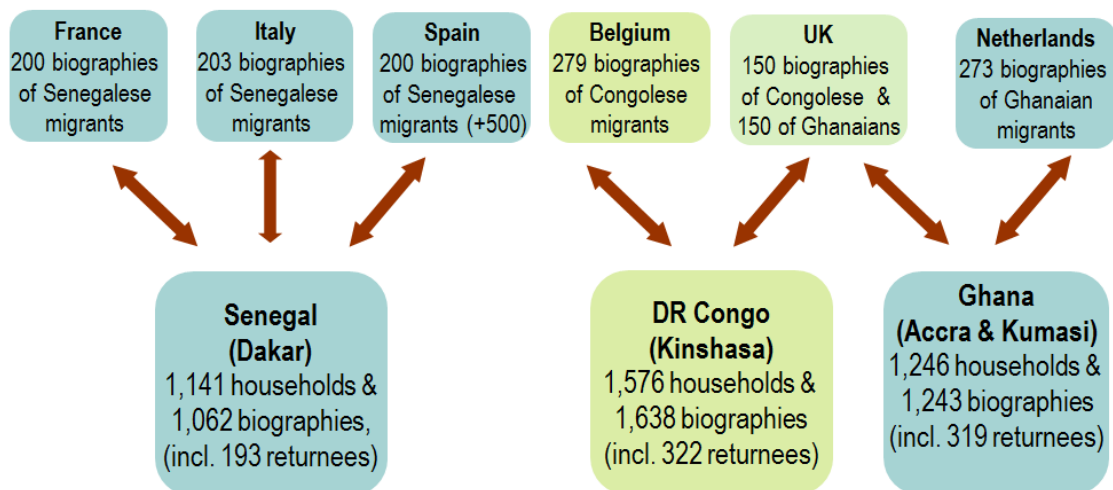 France
200 biographies
of Senegalese
migrants
Italy
203 biographies
of Senegalese
migrants
Spain
200 biographies
of Senegalese
migrants (+500)
Belgium
279 biographies
of Congolese
migrants
UK
150 biographies
of Congolese &
150 of Ghanaians
Netherlands
273 biographies
of Ghanaian
migrants
Senegal
(Dakar)
1,141 households &
1,062 biographies,
(incl. 193 returnees)
DR Congo
(Kinshasa)
1,576 households &
1,638 biographies
(incl. 322 returnees)
Ghana
(Accra & Kumasi)
1,246 households &
1,243 biographies
(incl. 319 returnees)